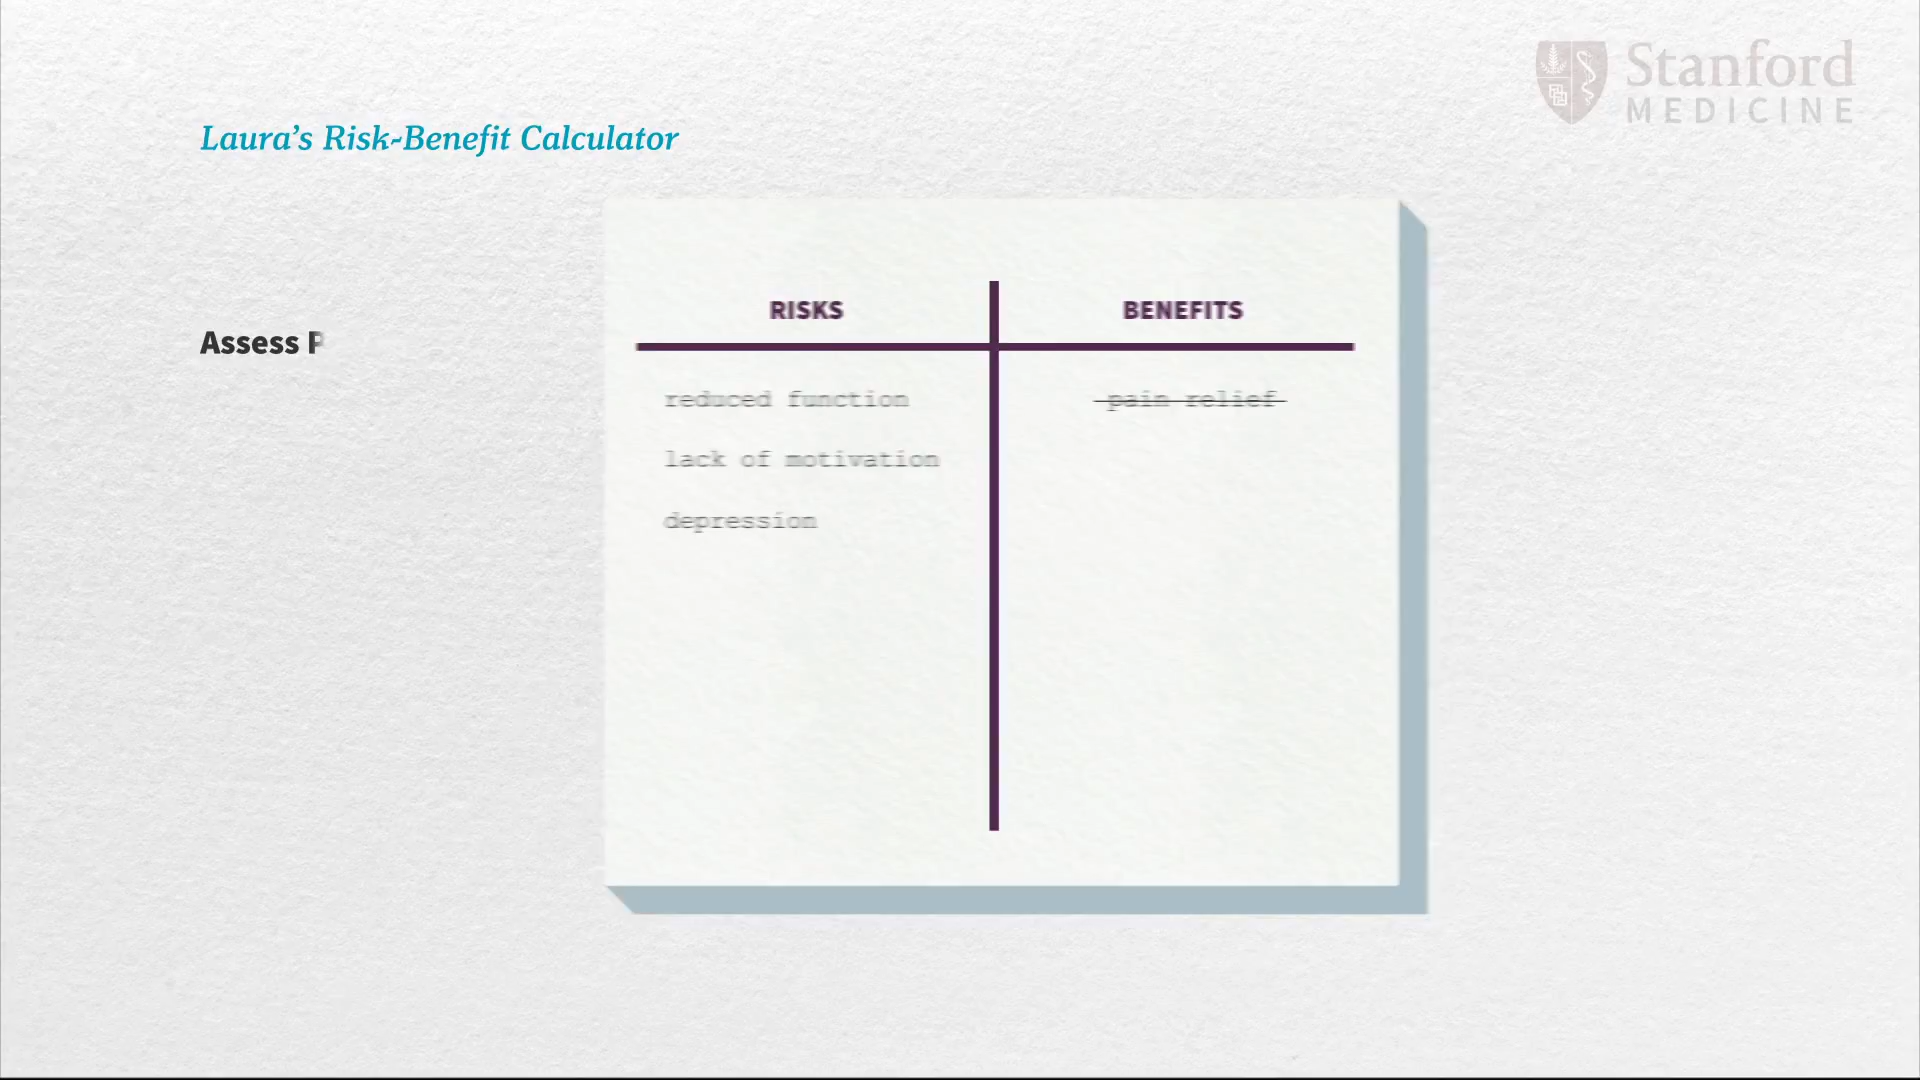 Stanford
MEDICINE
Laura's Risk-Benefit Calculator
Assess
RISKS
BENEFITS
reduced function
pain relief
lack of motivation
depression